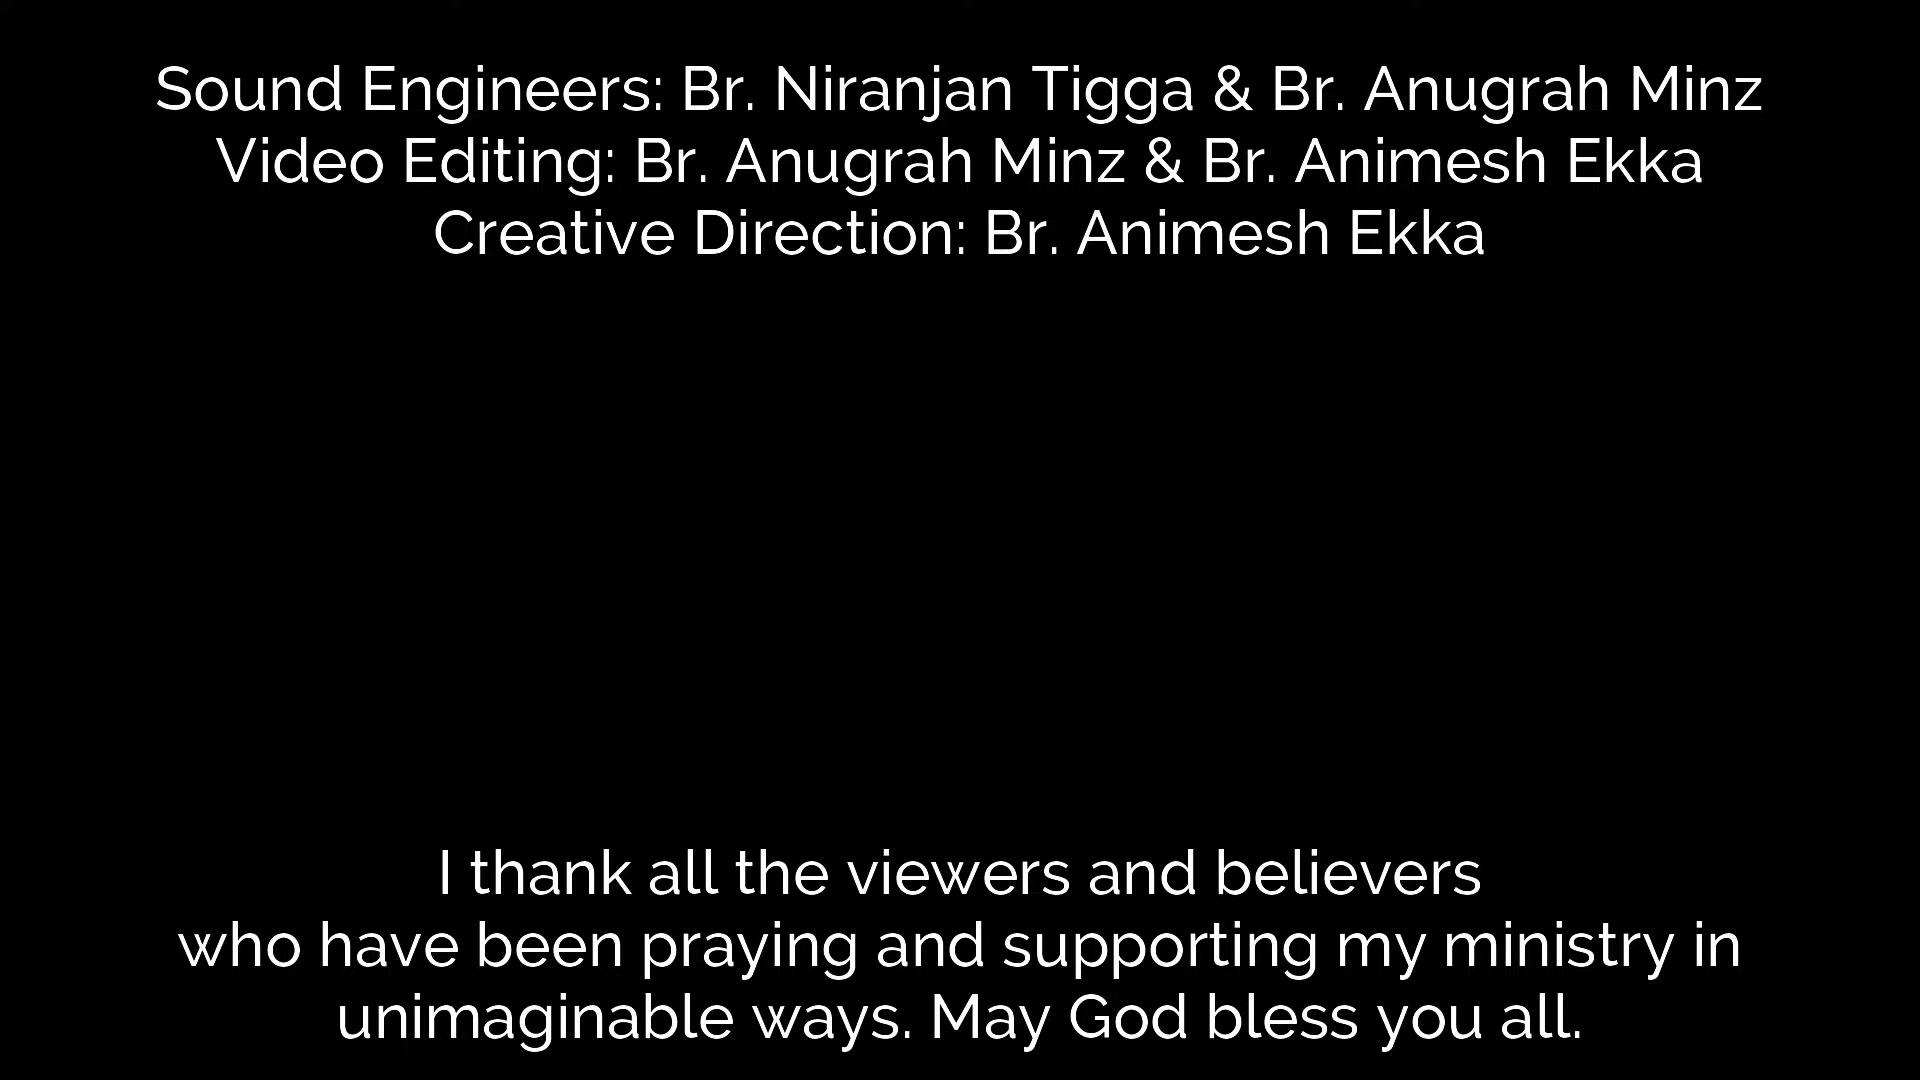 Sound Engineers: Br. Niranjan Tigga & Br. Anugrah Minz
Video Editing: Br. Anugrah Minz & Br. Animesh Ekka
Creative Direction: Br. Animesh Ekka
I thank all the viewers and believers
who have been praying and supporting my ministry in
unimaginable ways. May God bless you all.